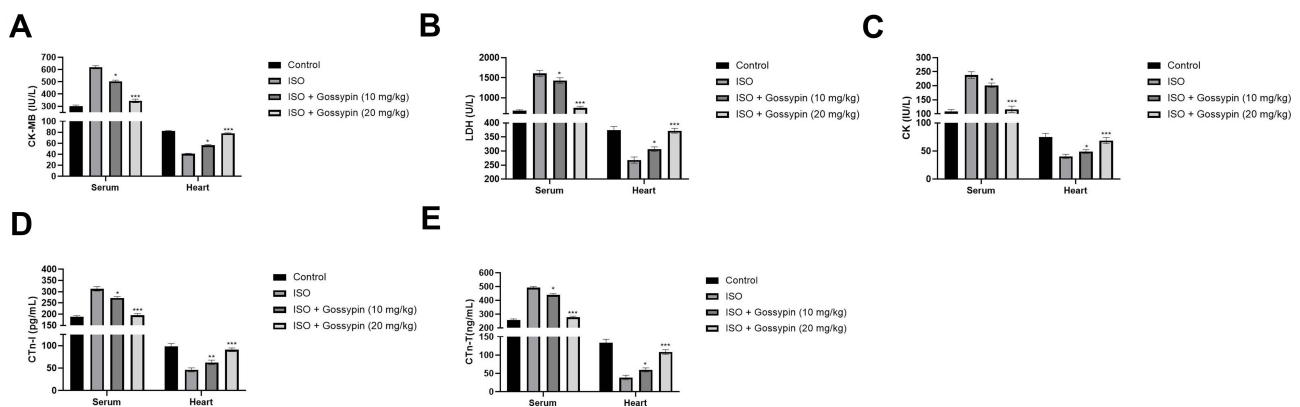 A
CK-MB
(IU/L)
700
600
500
400
300
100
80
60
40
20
0
*
***
*
***
Serum
Heart
Control
ISO
ISO + Gossypin (10 mg/kg)
ISO + Gossypin (20 mg/kg)
B
LDH (U/L)
2000
1500
1000
500
400
350
300
250
200
*
***
*
***
Serum
Heart
Control
ISO
ISO + Gossypin (10 mg/kg)
ISO + Gossypin (20 mg/kg)
C
CK (IU/L)
300
250
200
150
100
100
50
0
*
***
*
***
Serum
Heart
Control
ISO
ISO + Gossypin (10 mg/kg)
ISO + Gossypin (20 mg/kg)
D
CTn-I (pg/mL)
400
350
300
250
200
150
100
50
0
*
***
**
***
Serum
Heart
Control
ISO
ISO + Gossypin (10 mg/kg)
ISO + Gossypin (20 mg/kg)
E
CTn-T(ng/mL)
600
500
400
300
200
150
100
50
0
*
***
*
***
Serum
Heart
Control
ISO
ISO + Gossypin (10 mg/kg)
ISO + Gossypin (20 mg/kg)